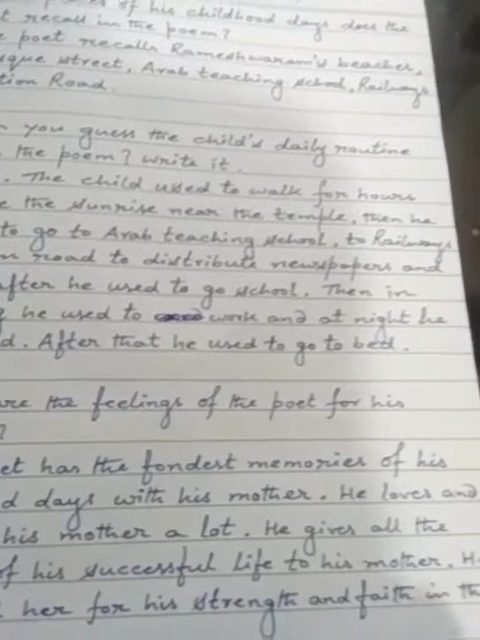 of his childhood days does the
t recall in the poem?
poet recalls Rameshwaram's beaches,
que street, Arab teaching school, Railways
tion Road.
you guess the child's daily routine
the poem? write it.
. The child used to walk for hours
e the sunrise near the temple, then he
to go to Arab teaching school, to Railways
n road to distribute newspopers and
after he used to go school. Then in
g he used to work and at night he
d. After that he used to go to bed.
are the feelings of the poet for his
?
et has the fondest memories of his
d days with his mother. He loves and
his mother a lot. He gives all the
of his successful life to his mother. H
her for his strength and faith in th